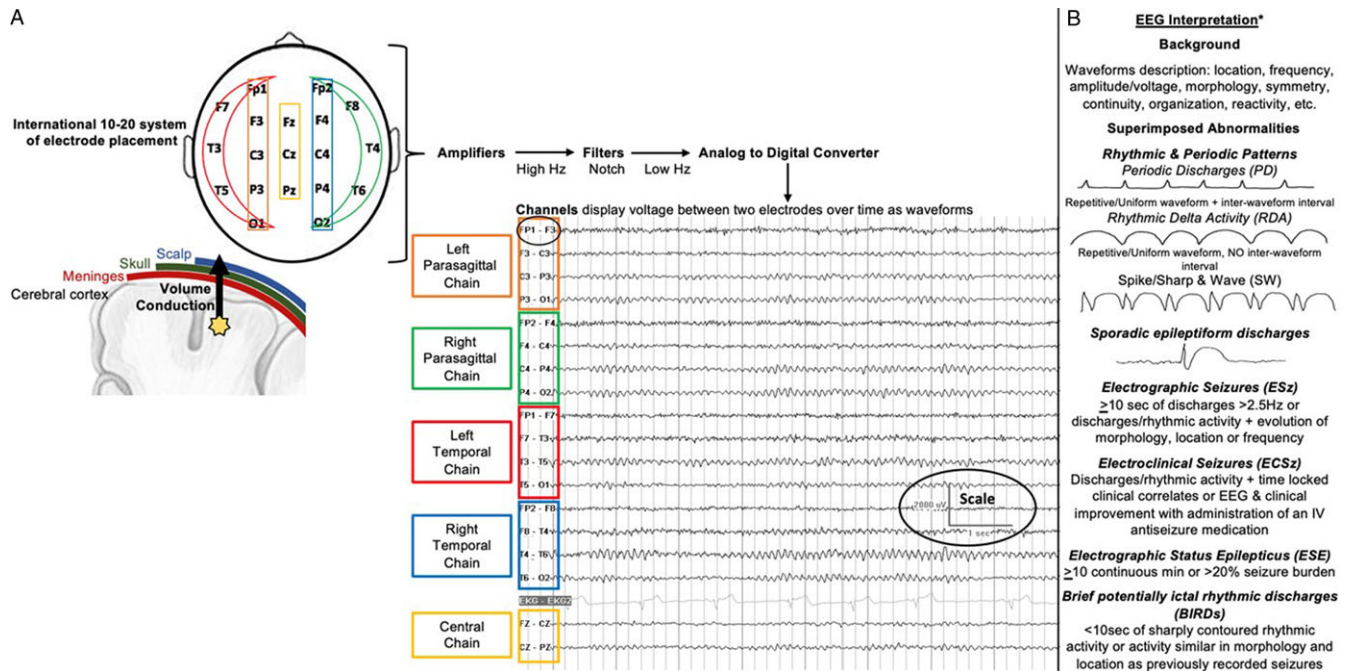 A
International 10-20 system
of electrode placement
Fp1 Fp2
F7 F8
F3 Fz F4
T3 C3 Cz C4 T4
T5 P3 Pz P4 T6
O1 O2
Scalp
Skull
Meninges
Cerebral cortex
Volume
Conduction
Amplifiers
Filters
Analog to Digital Converter
High Hz Notch Low Hz
Channels display voltage between two electrodes over time as waveforms
Left
Parasagittal
Chain
FP1 - F3
F3 - C3
C3 - P3
P3 - O1
Right
Parasagittal
Chain
FP2 - F4
F4 - C4
C4 - P4
P4 - O2
Left
Temporal
Chain
FP1 - F7
F7 - T3
T3 - T5
T5 - O1
Right
Temporal
Chain
FP2 - F8
F8 - T4
T4 - T6
T6 - O2
EKG - EKG2
Central
Chain
FZ - CZ
CZ - PZ
Scale
2000 uV
1 sec
B
EEG Interpretation*
Background
Waveforms description: location, frequency,
amplitude/voltage, morphology, symmetry,
continuity, organization, reactivity, etc.
Superimposed Abnormalities
Rhythmic & Periodic Patterns
Periodic Discharges (PD)
Repetitive/Uniform waveform + inter-waveform interval
Rhythmic Delta Activity (RDA)
Repetitive/Uniform waveform, NO inter-waveform
interval
Spike/Sharp & Wave (SW)
Sporadic epileptiform discharges
Electrographic Seizures (ESz)
≥10 sec of discharges >2.5Hz or
discharges/rhythmic activity + evolution of
morphology, location or frequency
Electroclinical Seizures (ECSz)
Discharges/rhythmic activity + time locked
clinical correlates or EEG & clinical
improvement with administration of an IV
antiseizure medication
Electrographic Status Epilepticus (ESE)
≥10 continuous min or >20% seizure burden
Brief potentially ictal rhythmic discharges
(BIRDs)
<10sec of sharply contoured rhythmic
activity or activity similar in morphology and
location as previously recorded seizures